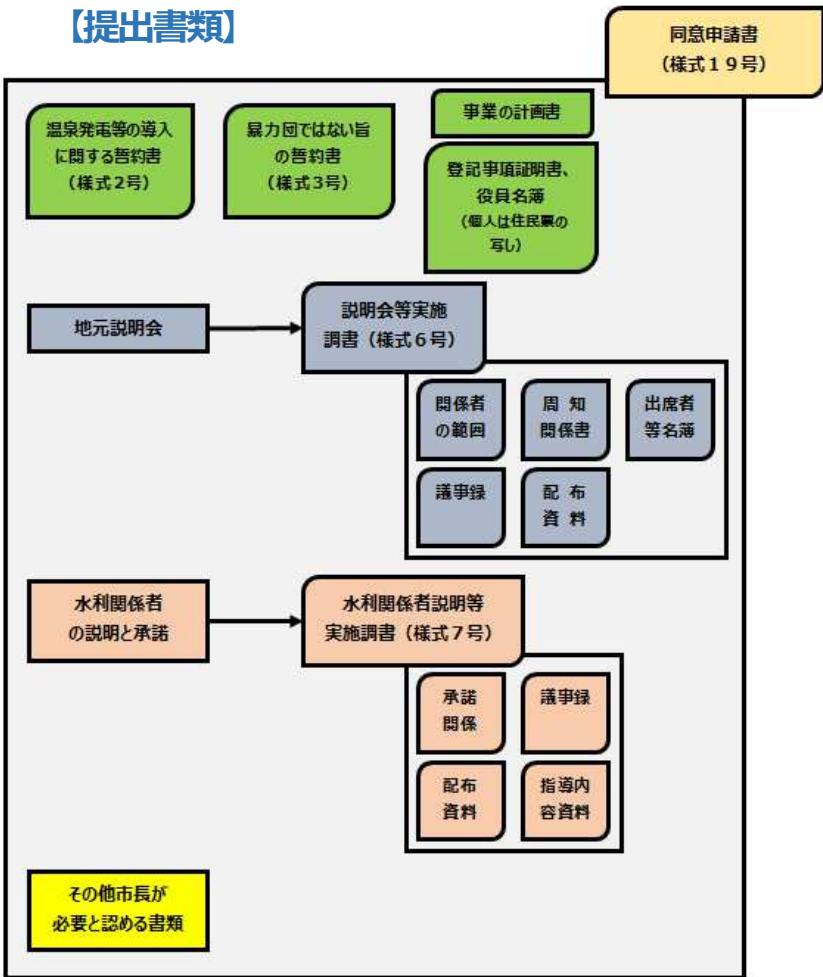 【提出書類】
同意申請書
（様式１９号）
温泉発電等の導入
に関する誓約書
（様式２号）
暴力団ではない旨
の誓約書
（様式３号）
事業の計画書
登記事項証明書、
役員名簿
（個人は住民票の
写し）
地元説明会
説明会等実施
調書（様式６号）
関係者
の範囲
周 知
関係書
出席者
等名簿
議事録
配 布
資 料
水利関係者
の説明と承諾
水利関係者説明等
実施調書（様式７号）
承諾
関係
議事録
配布
資料
指導内
容資料
その他市長が
必要と認める書類